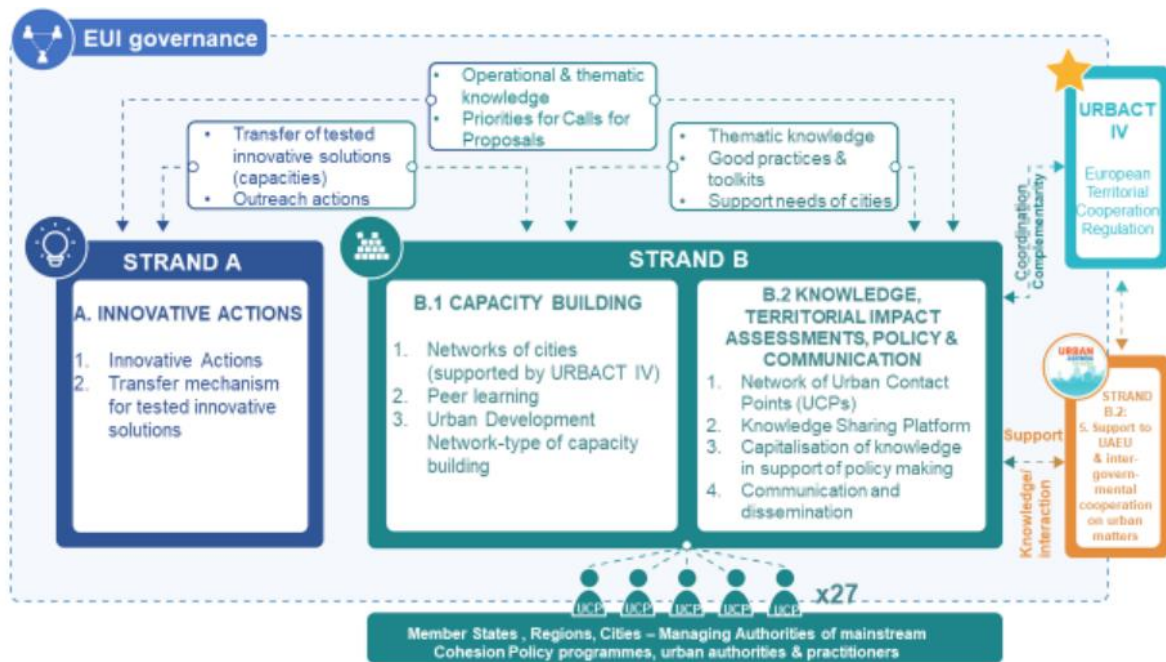 EUI governance
• Operational & thematic
knowledge
• Priorities for Calls for
Proposals
• Transfer of tested
innovative solutions
(capacities)
• Outreach actions
• Thematic knowledge
• Good practices &
toolkits
• Support needs of cities
URBACT
IV
European
Territorial
Cooperation
Regulation
Coordination
Complementarity
STRAND A
A. INNOVATIVE ACTIONS
1. Innovative Actions
2. Transfer mechanism
for tested innovative
solutions
STRAND B
B.1 CAPACITY BUILDING
1. Networks of cities
(supported by URBACT IV)
2. Peer learning
3. Urban Development
Network-type of capacity
building
B.2 KNOWLEDGE,
TERRITORIAL IMPACT
ASSESSMENTS, POLICY &
COMMUNICATION
1. Network of Urban Contact
Points (UCPs)
2. Knowledge Sharing Platform
3. Capitalisation of knowledge
in support of policy making
4. Communication and
dissemination
Support
Knowledge/
interaction
URBAN
AGENDA
STRAND
B.2:
5. Support to
UAEU
& inter-
govern-
mental
cooperation
on urban
matters
UCP
UCP
UCP
UCP
UCP
x27
Member States , Regions, Cities – Managing Authorities of mainstream
Cohesion Policy programmes, urban authorities & practitioners